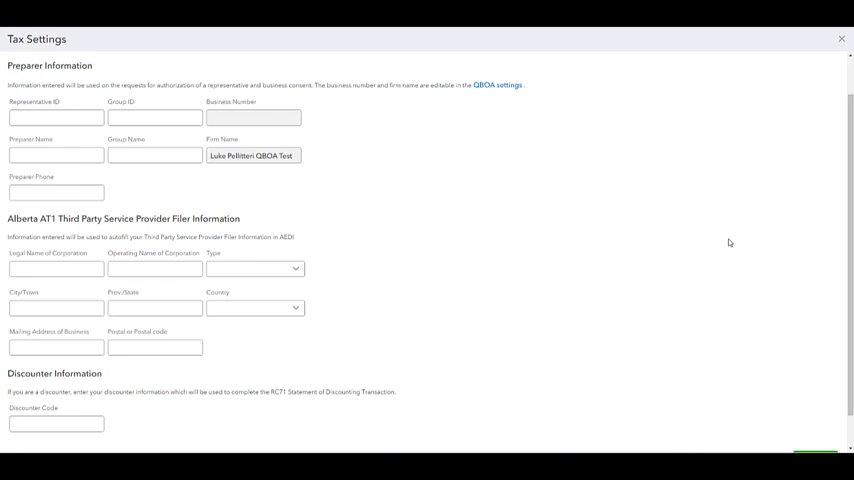 Tax Settings
Preparer Information
Information entered will be used on the requests for authorization of a representative and business consent. The business number and firm name are editable in the QBOA settings .
Representative ID Group ID Business Number
Preparer Name Group Name Firm Name
Luke Pellitteri QBOA Test
Preparer Phone
Alberta AT1 Third Party Service Provider Filer Information
Information entered will be used to autofill your Third Party Service Provider Filer Information in AEDI
Legal Name of Corporation Operating Name of Corporation Type
City/Town Prov./State Country
Mailing Address of Business Postal or Postal code
Discounter Information
If you are a discounter, enter your discounter information which will be used to complete the RC71 Statement of Discounting Transaction.
Discounter Code